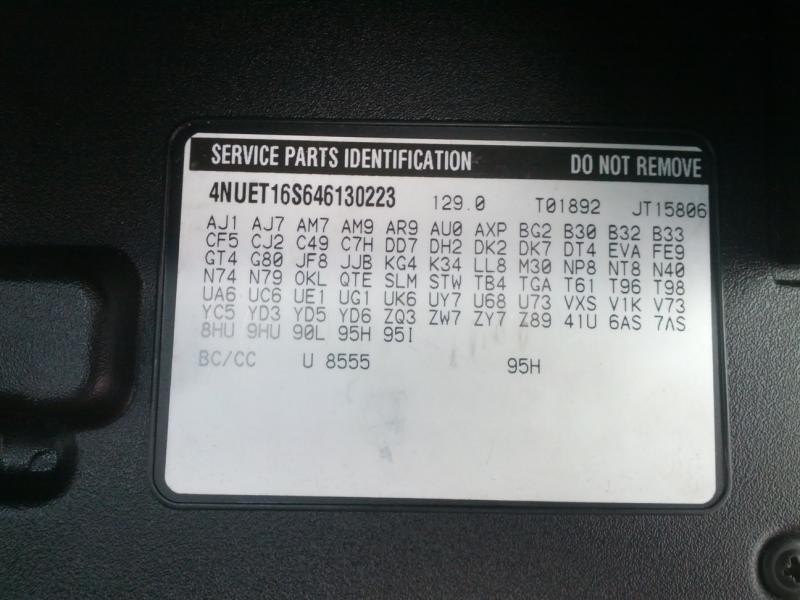 SERVICE PARTS IDENTIFICATION DO NOT REMOVE
4NUET16S646130223 129.0 T01892 JT15806
AJ1 AJ7 AM7 AM9 AR9 AU0 AXP BG2 B30 B32 B33
CF5 CJ2 C49 C7H DD7 DH2 DK2 DK7 DT4 EVA FE9
GT4 G80 JF8 JJB KG4 K34 LL8 M30 NP8 NT8 N40
N74 N79 OKL QTE SLM STW TB4 TGA T61 T96 T98
UA6 UC6 UE1 UG1 UK6 UY7 U68 U73 VXS V1K V73
YC5 YD3 YD5 YD6 ZQ3 ZW7 ZY7 Z89 41U 6AS 7AS
8HU 9HU 90L 95H 95I
BC/CC U 8555 95H